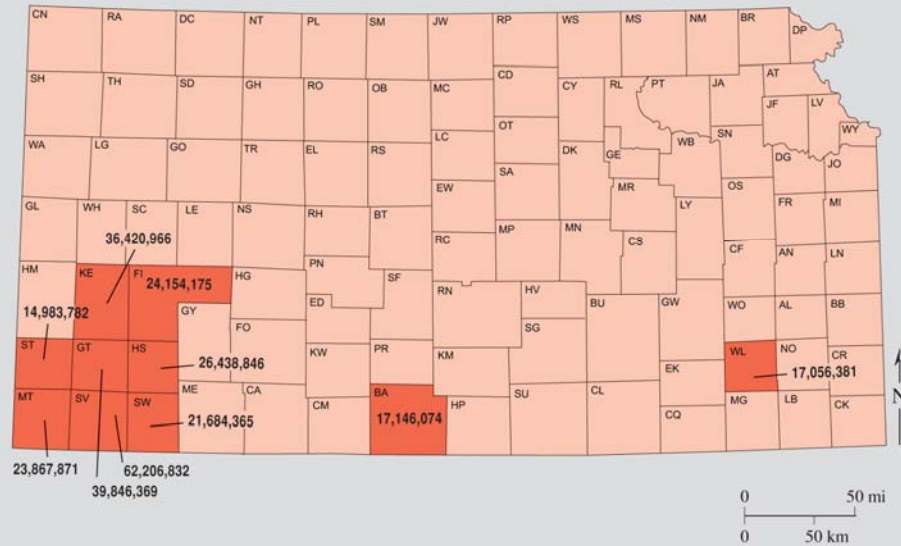 CN RA DC NT PL SM JW RP WS MS NM BR DP
SH TH SD GH RO OB MC CD CY RL PT JA AT
JF LV WY
WA LG GO TR EL RS LC OT DK GE WB SN DG JO
SA MR
GL WH SC LE NS RH BT EW MP MN LY OS FR MI
36,420,966
RC CS CF AN LN
HM KE FI 24,154,175 HG PN SF
14,983,782
GY ED RN HV BU GW WO AL BB
FO SG
ST GT HS 26,438,846 KW PR KM EK WL NO CR
17,056,381
MT SV SW ME CA CM BA HP SU CL CQ MG LB CK
21,684,365
17,146,074
23,867,871
62,206,832
39,846,369
N
0 50 mi
0 50 km